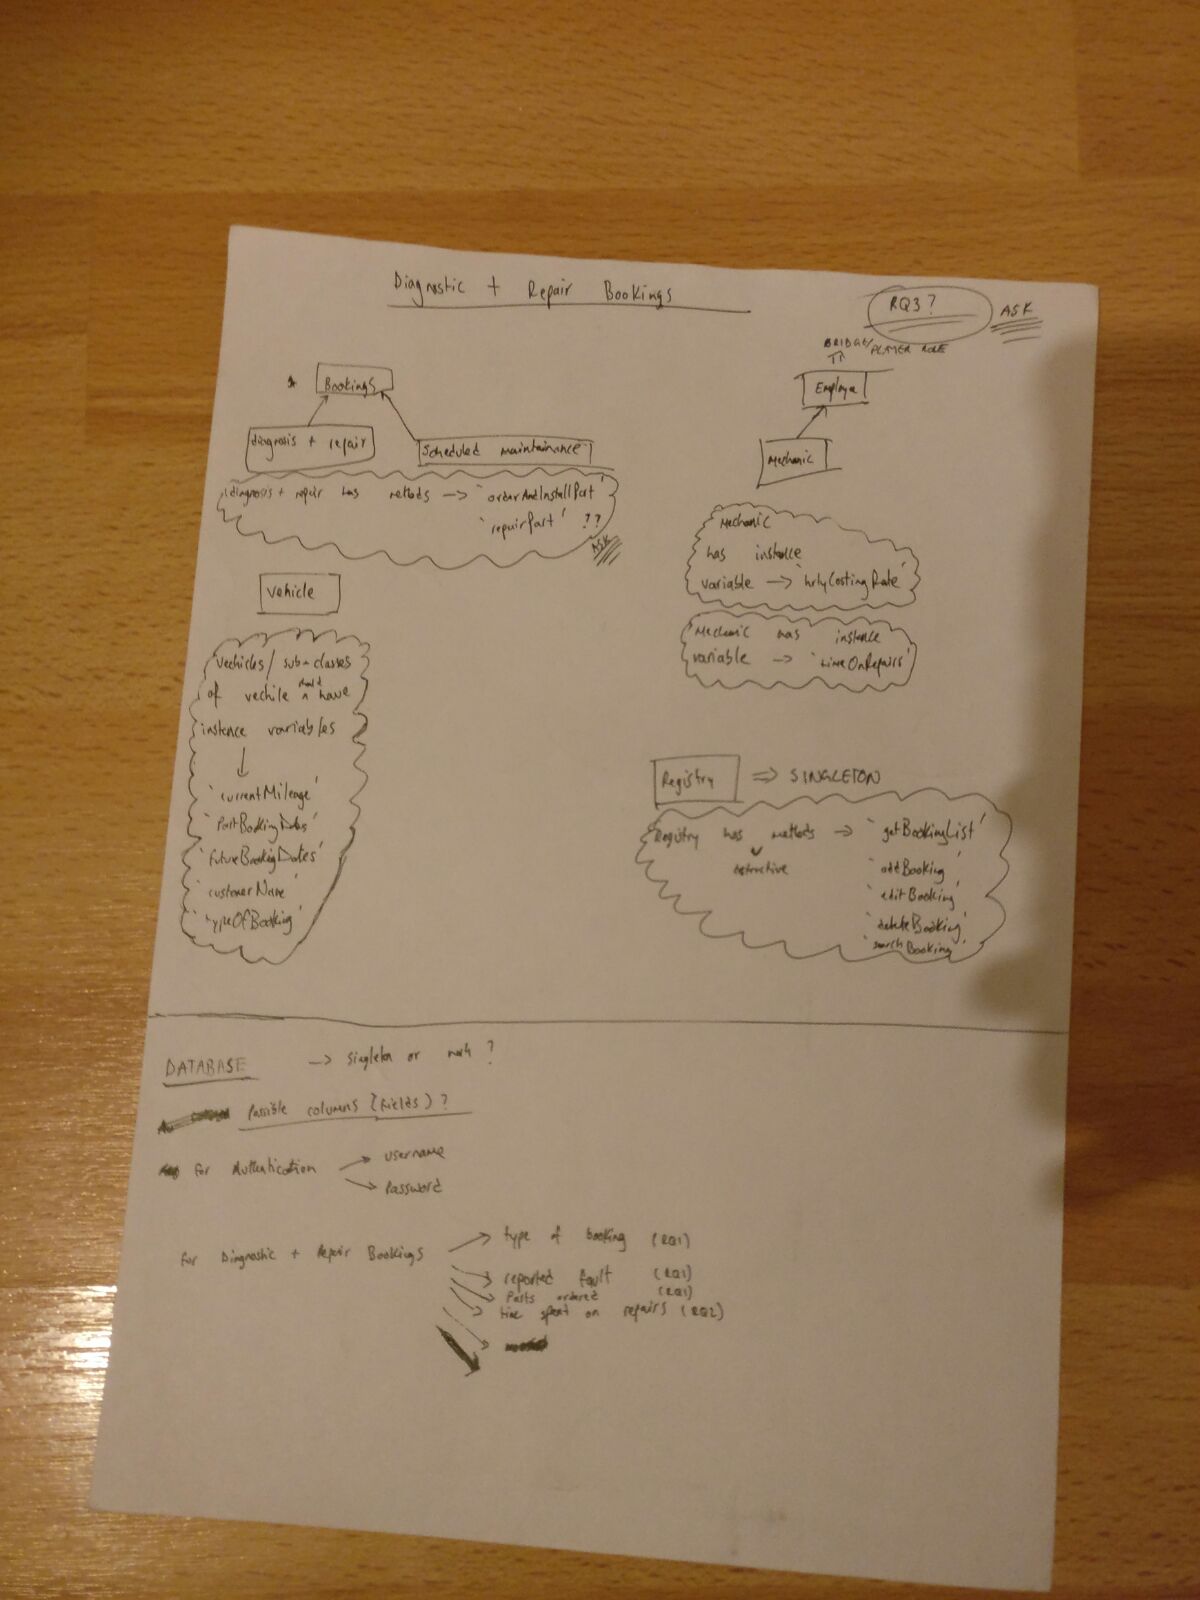 Diagnostic + Repair Bookings
RQ3?
ASK
BRIDGE/PLAYER ROLE
Bookings
diagnosis + repair
Scheduled maintainance
diagnosis + repair has methods -> 'orderAndInstallPart'
'repairPart' ??
ASK
Employee
Mechanic
Mechanic
has instance
variable -> 'hrlyCostingRate'
Mechanic has instance
variable -> 'timeOnRepairs'
Vehicle
Vechicles/ sub-classes
of vechile should have
instance variables
'currentMileage'
'PastBookingDates'
'futureBookingDates'
'customerName'
'typeOfBooking'
Registry => SINGLETON
Registry has methods -> 'getBookingList'
'addBooking'
'editBooking'
'deleteBooking'
'searchBooking'
DATABASE -> singleton or
Possible columns (fields)?
for Authentication -> username
-> Password
for Diagnostic + Repair Bookings -> type of booking (RQ1)
reported fault (RQ1)
Parts ordered (RQ1)
time spent on repairs (RQ2)